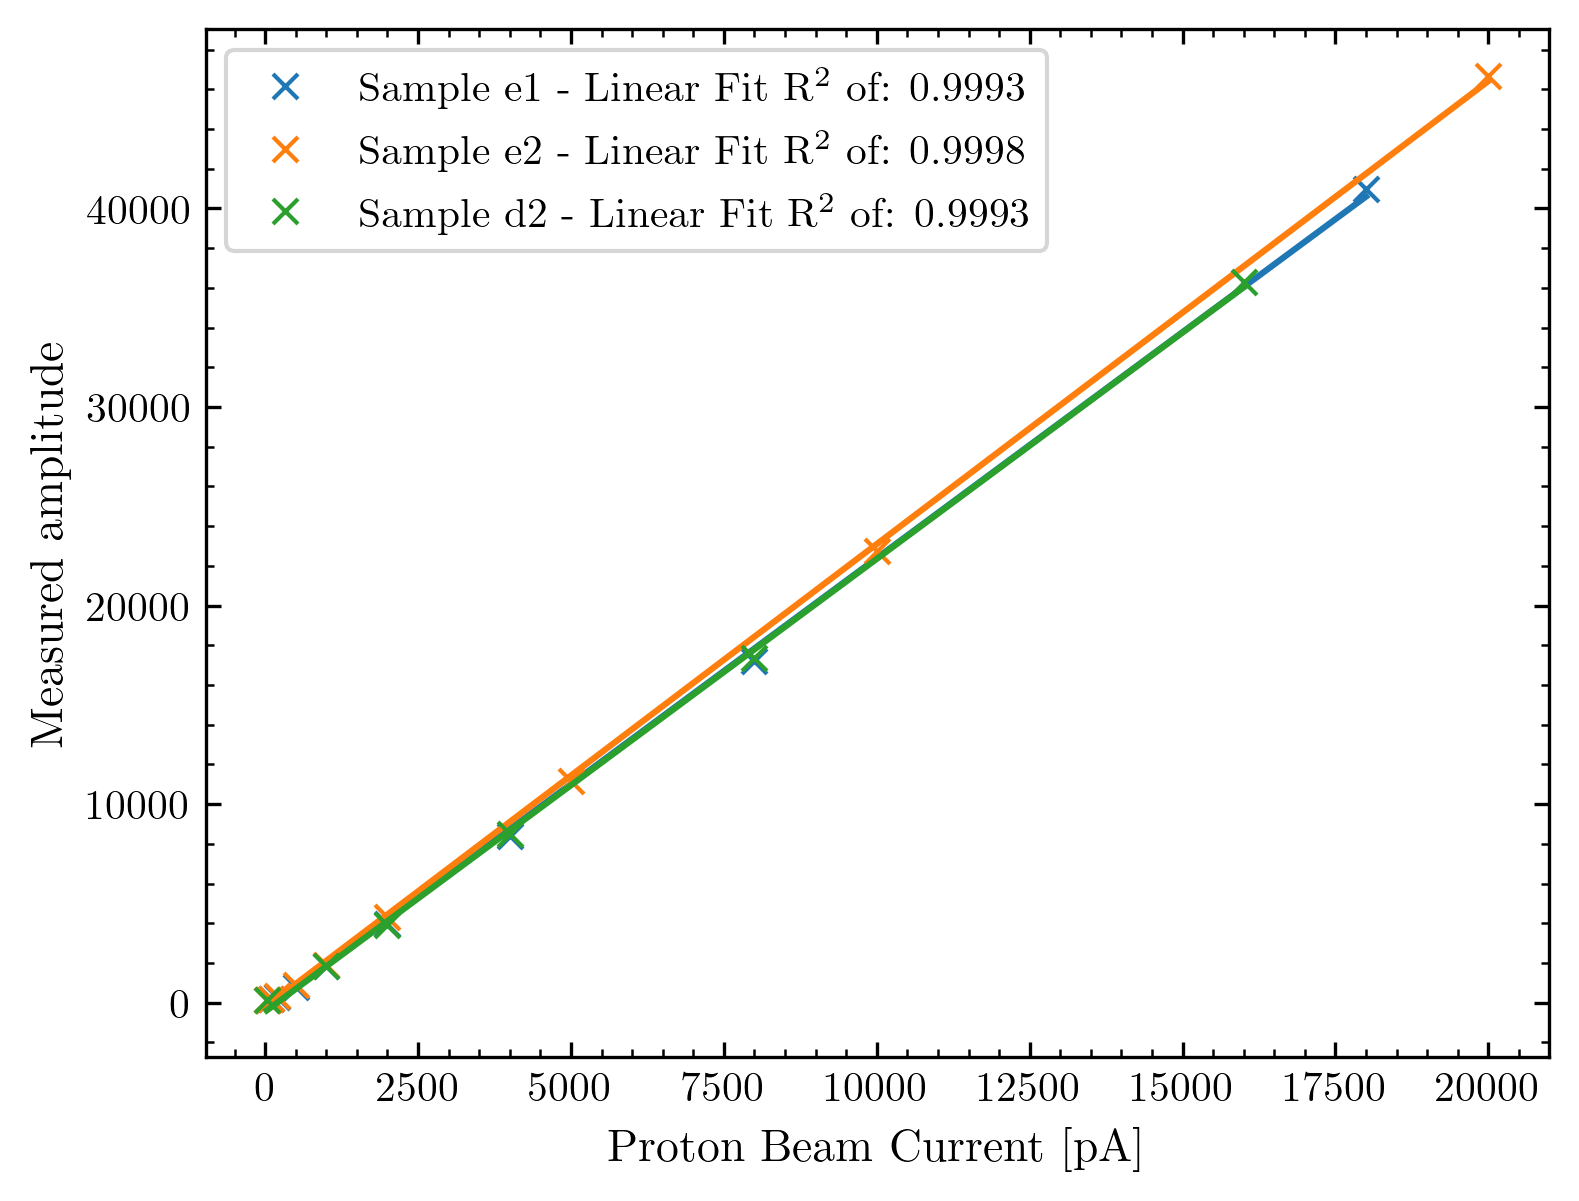 Sample e1 - Linear Fit R² of: 0.9993
Sample e2 - Linear Fit R² of: 0.9998
Sample d2 - Linear Fit R² of: 0.9993
40000
30000
20000
10000
0
Measured amplitude
0 2500 5000 7500 10000 12500 15000 17500 20000
Proton Beam Current [pA]